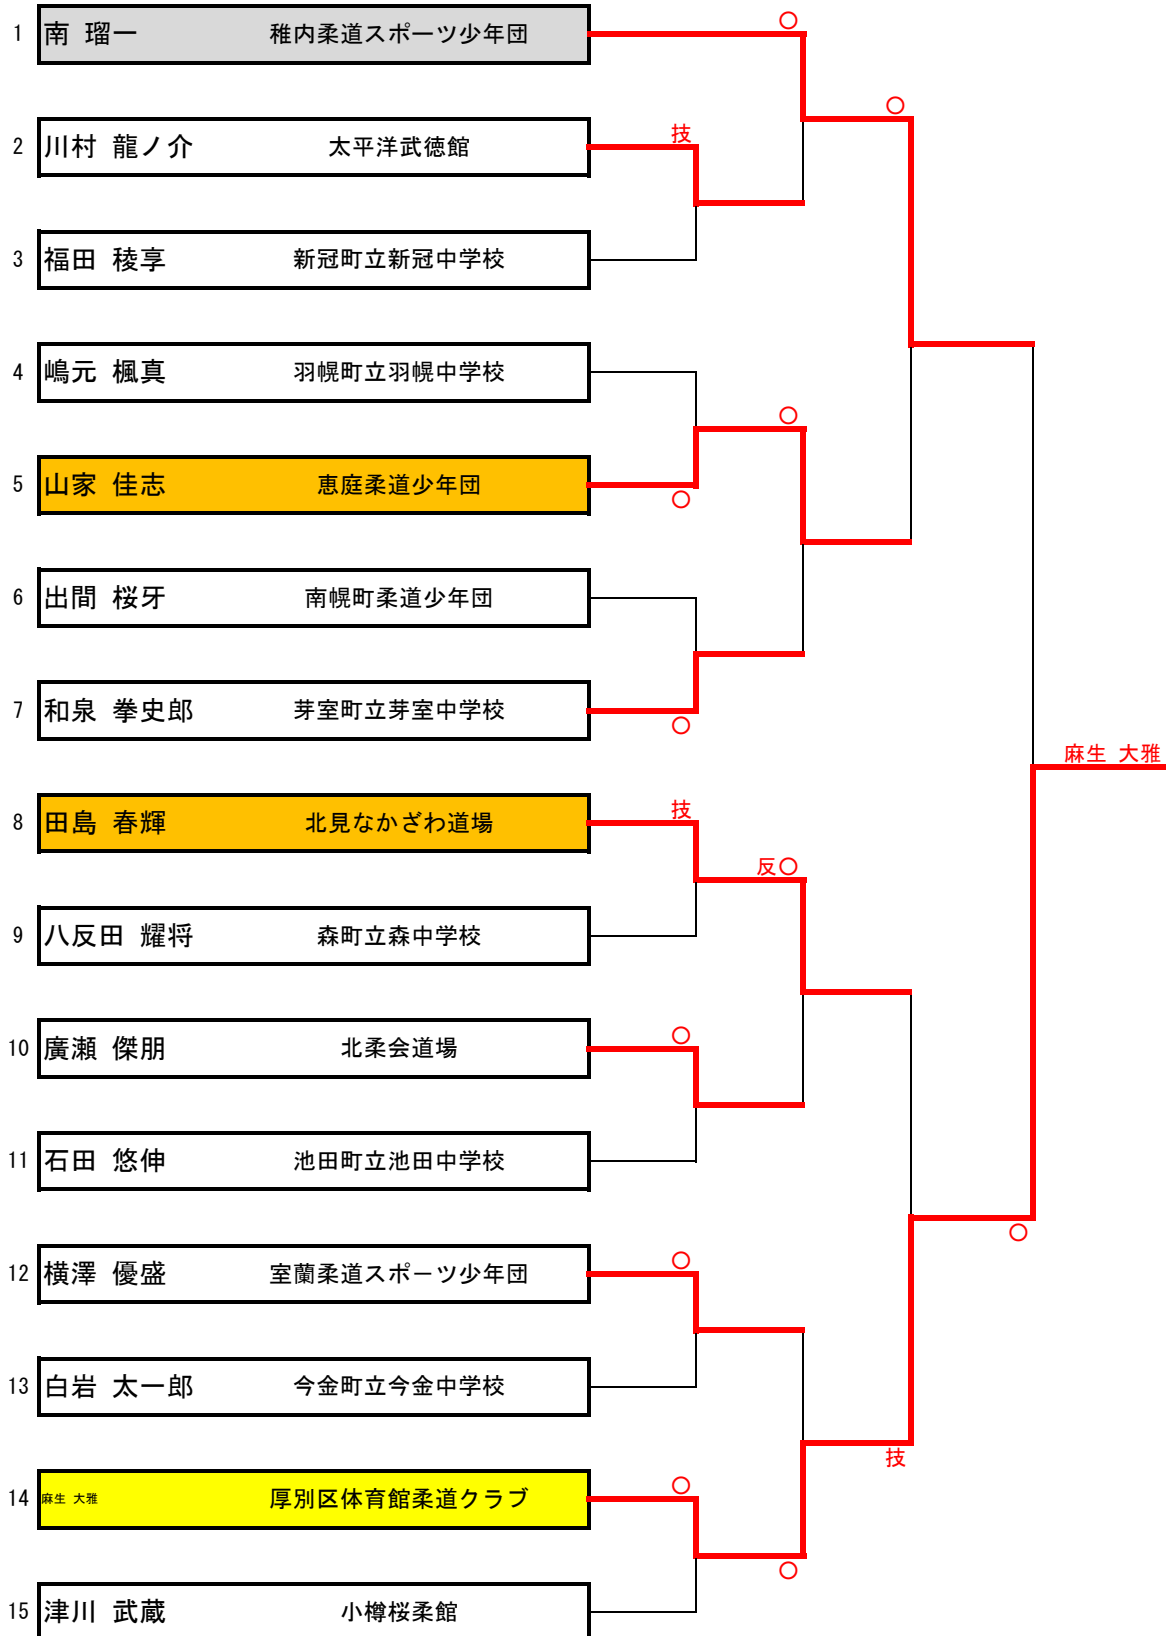 ○
1 南 瑠一 稚内柔道スポーツ少年団
○
技
2 川村 龍ノ介 太平洋武徳館
3 福田 稜享 新冠町立新冠中学校
4 嶋元 楓真 羽幌町立羽幌中学校
○
5 山家 佳志 恵庭柔道少年団
○
6 出間 桜牙 南幌町柔道少年団
7 和泉 拳史郎 芽室町立芽室中学校
○
麻生 大雅
技
8 田島 春輝 北見なかざわ道場
反○
9 八反田 耀将 森町立森中学校
○
10 廣瀬 傑朋 北柔会道場
11 石田 悠伸 池田町立池田中学校
○
○
12 横澤 優盛 室蘭柔道スポーツ少年団
13 白岩 太一郎 今金町立今金中学校
技
○
14 麻生 大雅 厚別区体育館柔道クラブ
○
15 津川 武蔵 小樽桜柔館